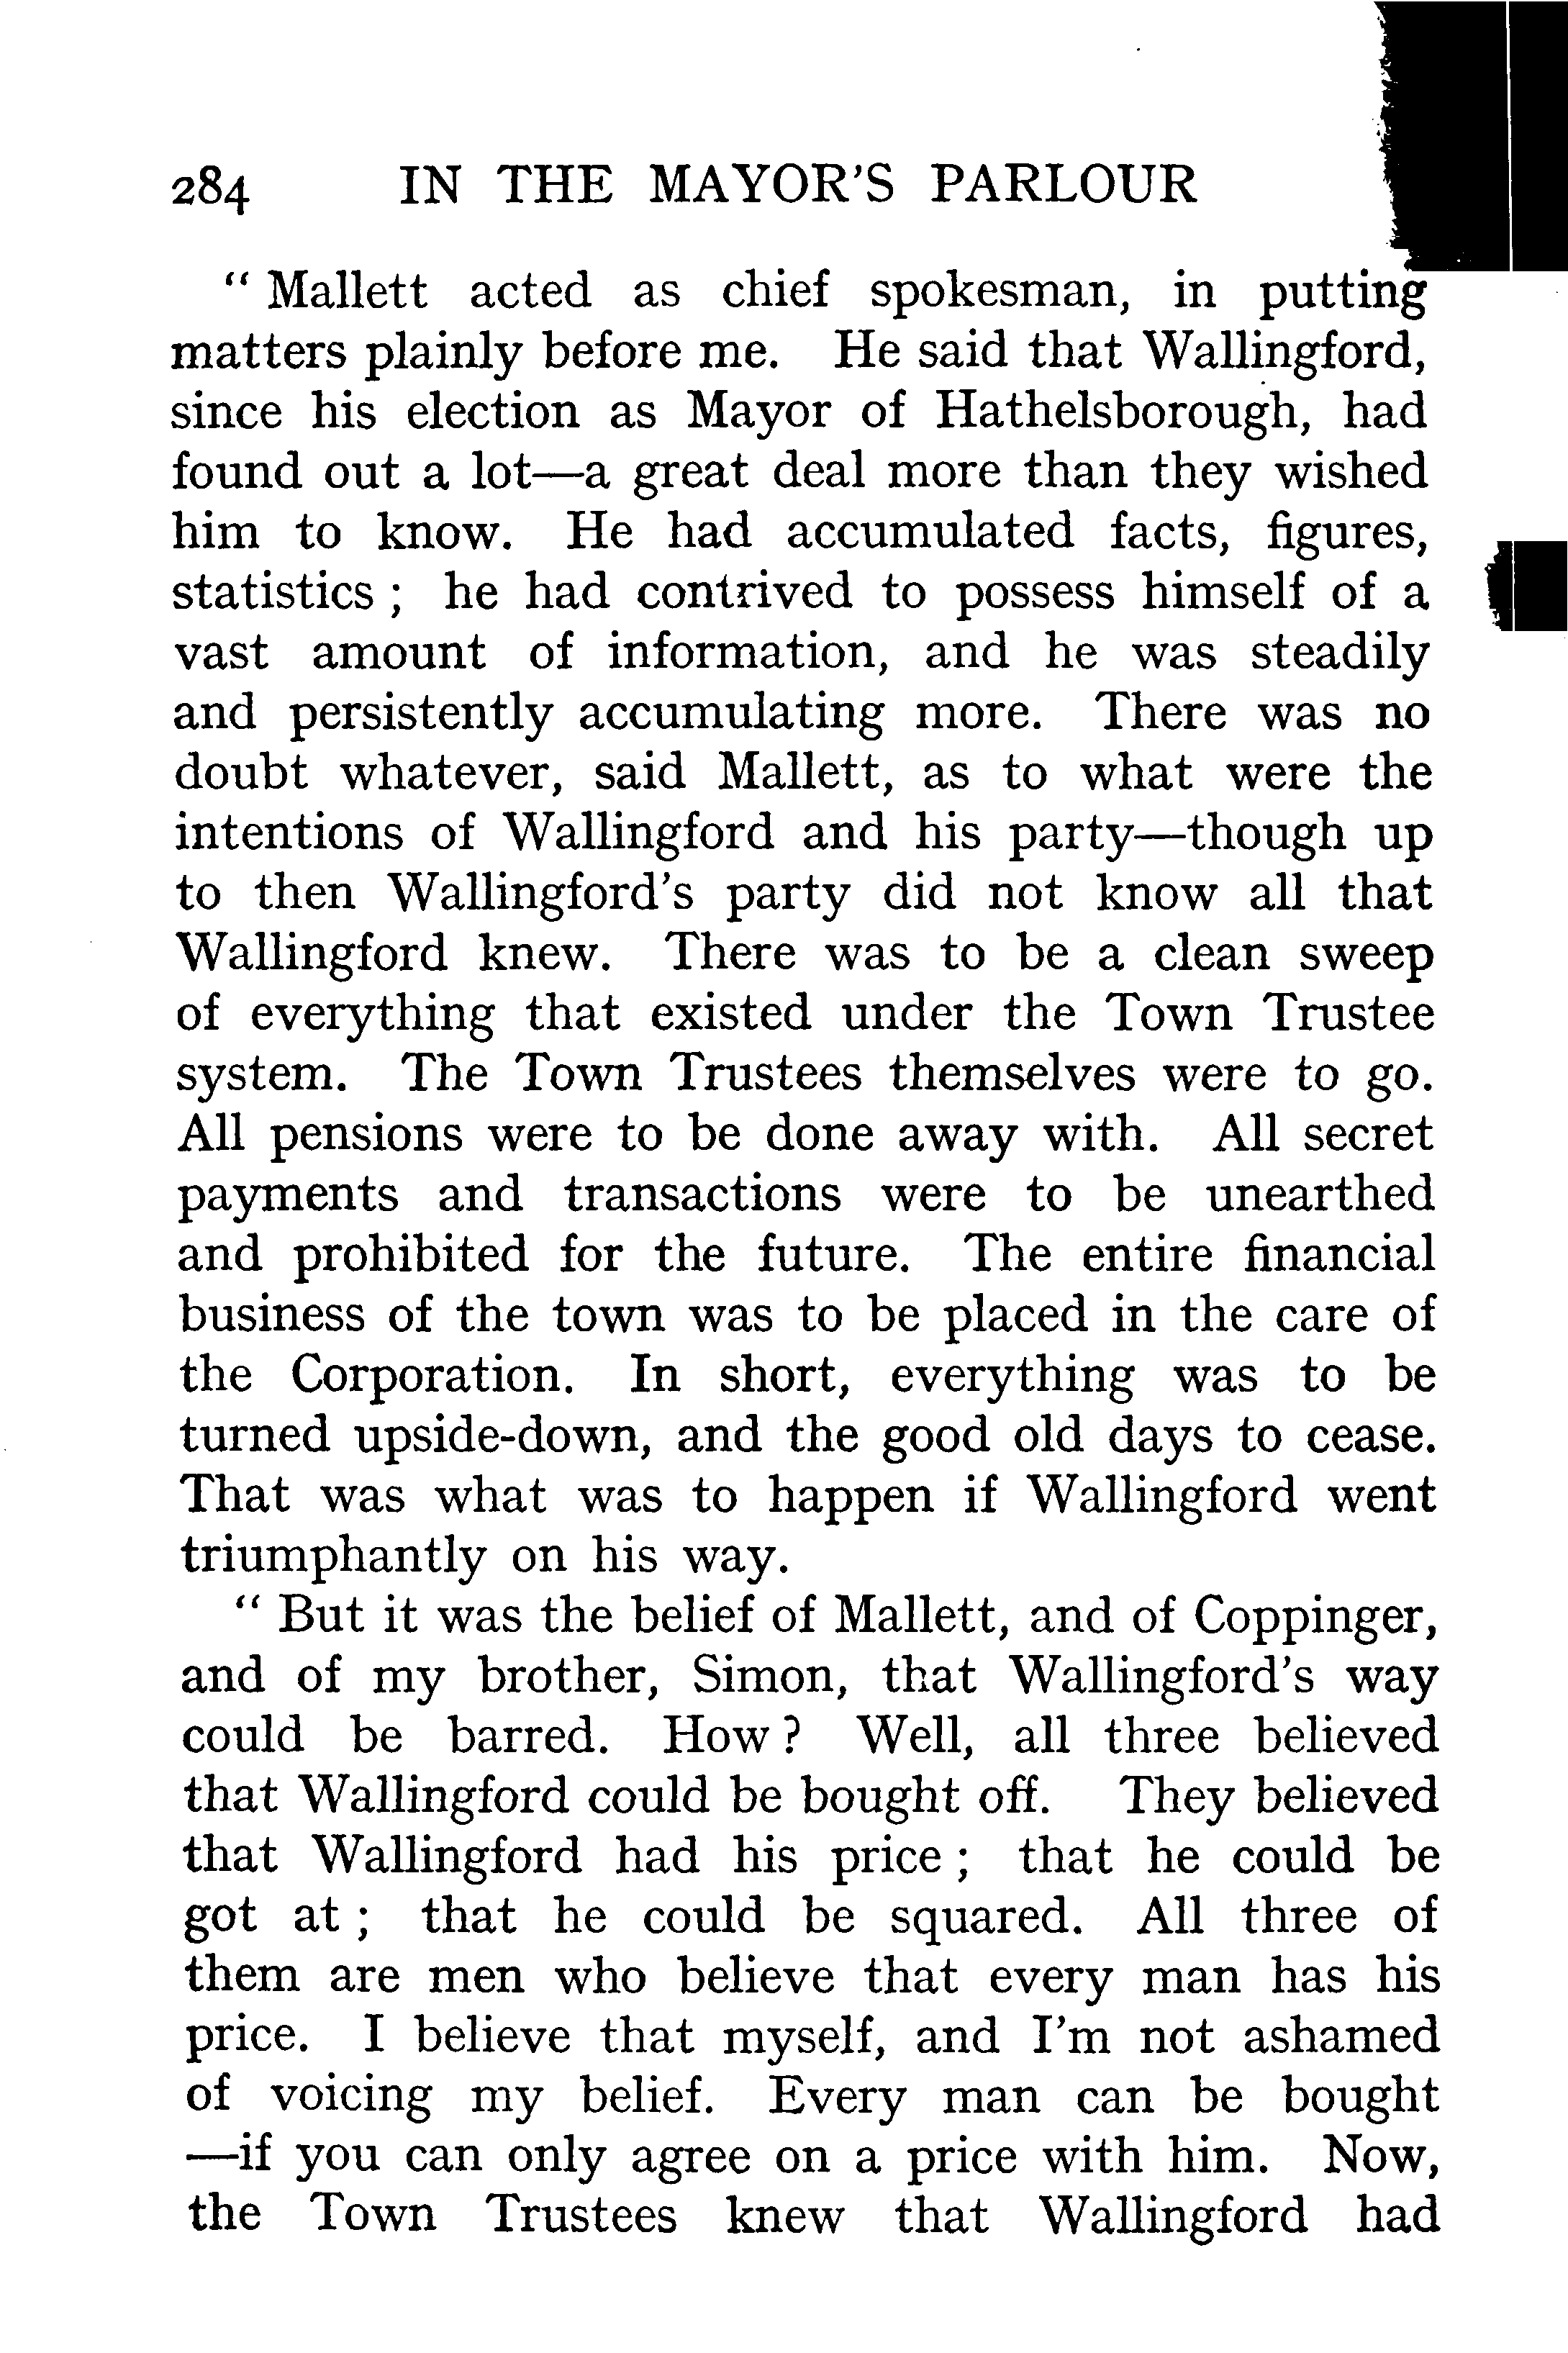 284 IN THE MAYOR'S PARLOUR
“ Mallett acted as chief spokesman, in putting
matters plainly before me. He said that Wallingford,
since his election as Mayor of Hathelsborough, had
found out a lot—a great deal more than they wished
him to know. He had accumulated facts, figures,
statistics ; he had contrived to possess himself of a
vast amount of information, and he was steadily
and persistently accumulating more. There was no
doubt whatever, said Mallett, as to what were the
intentions of Wallingford and his party—though up
to then Wallingford's party did not know all that
Wallingford knew. There was to be a clean sweep
of everything that existed under the Town Trustee
system. The Town Trustees themselves were to go.
All pensions were to be done away with. All secret
payments and transactions were to be unearthed
and prohibited for the future. The entire financial
business of the town was to be placed in the care of
the Corporation. In short, everything was to be
turned upside-down, and the good old days to cease.
That was what was to happen if Wallingford went
triumphantly on his way.
“ But it was the belief of Mallett, and of Coppinger,
and of my brother, Simon, that Wallingford's way
could be barred. How ? Well, all three believed
that Wallingford could be bought off. They believed
that Wallingford had his price ; that he could be
got at ; that he could be squared. All three of
them are men who believe that every man has his
price. I believe that myself, and I'm not ashamed
of voicing my belief. Every man can be bought
—if you can only agree on a price with him. Now,
the Town Trustees knew that Wallingford had